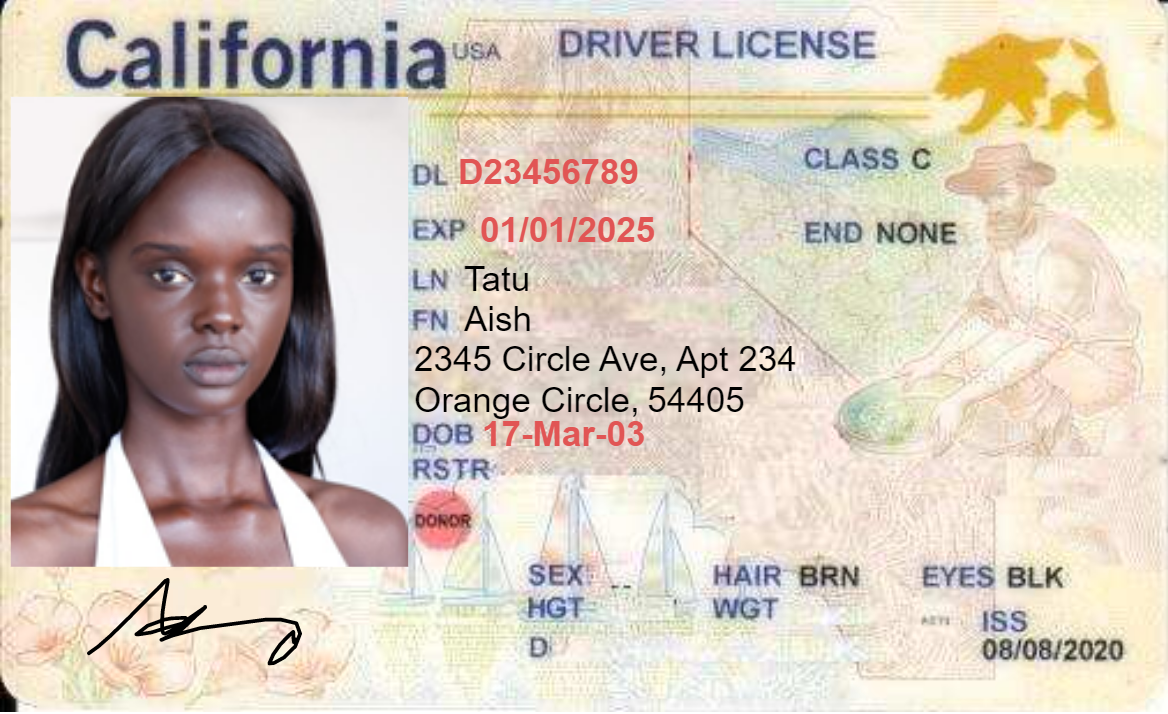 California USA DRIVER LICENSE
DL D23456789 CLASS C
EXP 01/01/2025 END NONE
LN Tatu
FN Aish
2345 Circle Ave, Apt 234
Orange Circle, 54405
DOB 17-Mar-03
RSTR
DONOR
SEX -- HAIR BRN EYES BLK
HGT WGT ISS
D 08/08/2020